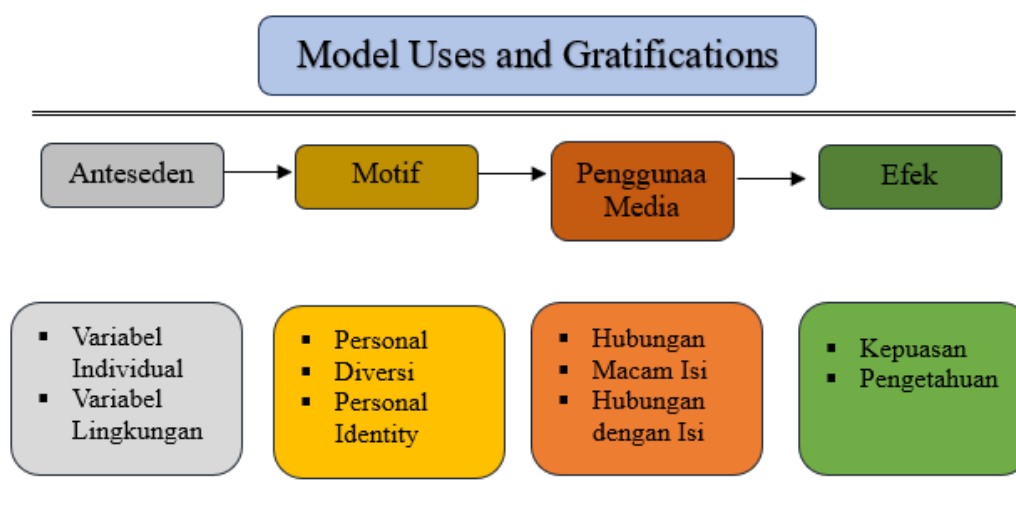 Model Uses and Gratifications
Anteseden
Motif
Penggunaa
Media
Efek
▪ Variabel
Individual
▪ Variabel
Lingkungan
▪ Personal
▪ Diversi
▪ Personal
Identity
▪ Hubungan
▪ Macam Isi
▪ Hubungan
dengan Isi
▪ Kepuasan
▪ Pengetahuan